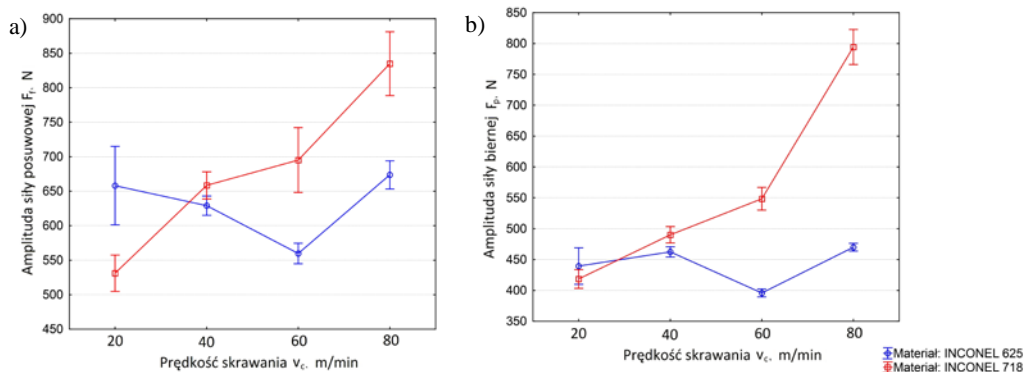 a)
Amplituda siły posuwowej Ff, N
900
850
800
750
700
650
600
550
500
450
20 40 60 80
Prędkość skrawania vc, m/min
b)
Amplituda siły biernej Fp, N
850
800
750
700
650
600
550
500
450
400
350
20 40 60 80
Prędkość skrawania vc, m/min
Materiał: INCONEL 625
Materiał: INCONEL 718